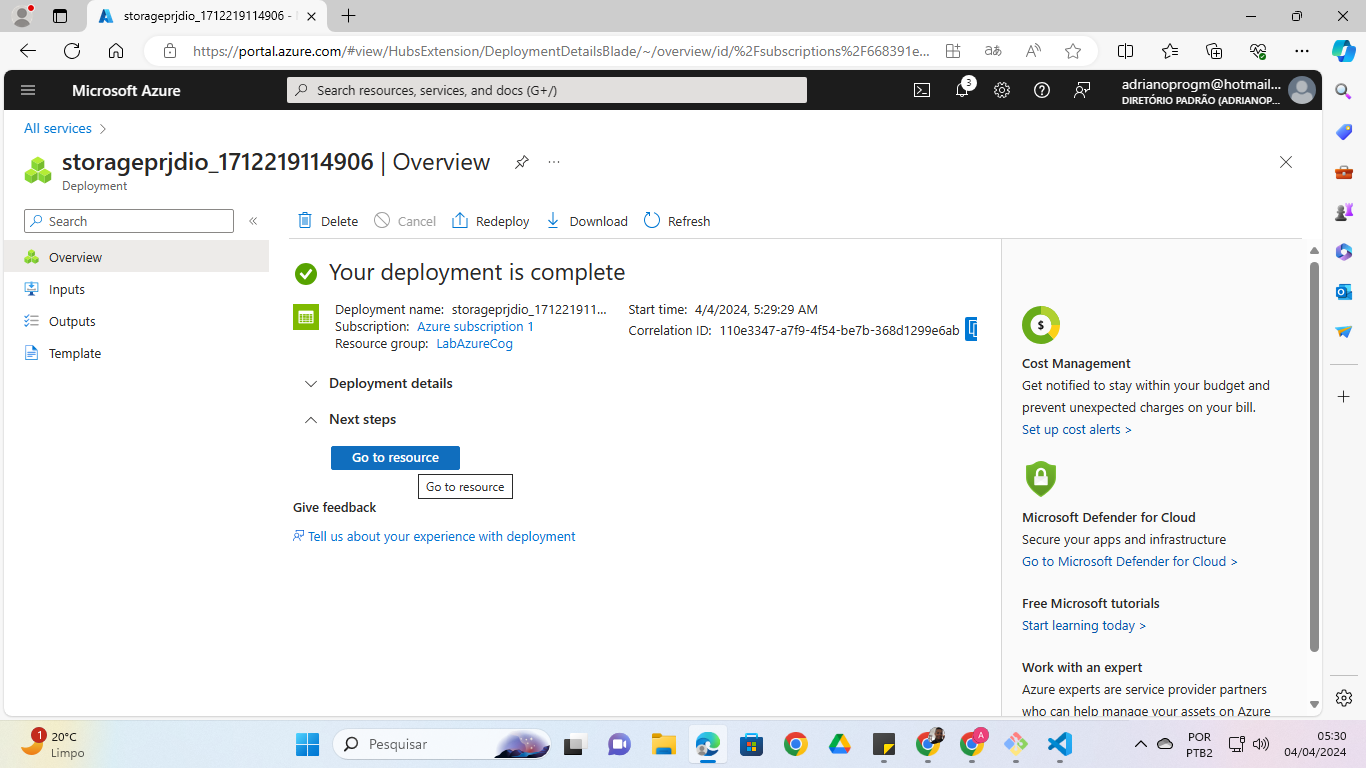 storageprjdio_1712219114906 -
https://portal.azure.com/#view/HubsExtension/DeploymentDetailsBlade/~/overview/id/%2Fsubscriptions%2F668391e...
Microsoft Azure
Search resources, services, and docs (G+/)
3
adrianoprogm@hotmail...
DIRETÓRIO PADRÃO (ADRIANOP...
All services
storageprjdio_1712219114906 | Overview
Deployment
Search
Delete
Cancel
Redeploy
Download
Refresh
Overview
Inputs
Outputs
Template
Your deployment is complete
Deployment name: storageprjdio_171221911...
Subscription: Azure subscription 1
Resource group: LabAzureCog
Start time: 4/4/2024, 5:29:29 AM
Correlation ID: 110e3347-a7f9-4f54-be7b-368d1299e6ab
Deployment details
Next steps
Go to resource
Go to resource
Give feedback
Tell us about your experience with deployment
Cost Management
Get notified to stay within your budget and
prevent unexpected charges on your bill.
Set up cost alerts >
Microsoft Defender for Cloud
Secure your apps and infrastructure
Go to Microsoft Defender for Cloud >
Free Microsoft tutorials
Start learning today >
Work with an expert
Azure experts are service provider partners
who can help manage your assets on Azure
1
20°C
Limpo
Pesquisar
A
POR
PTB2
05:30
04/04/2024